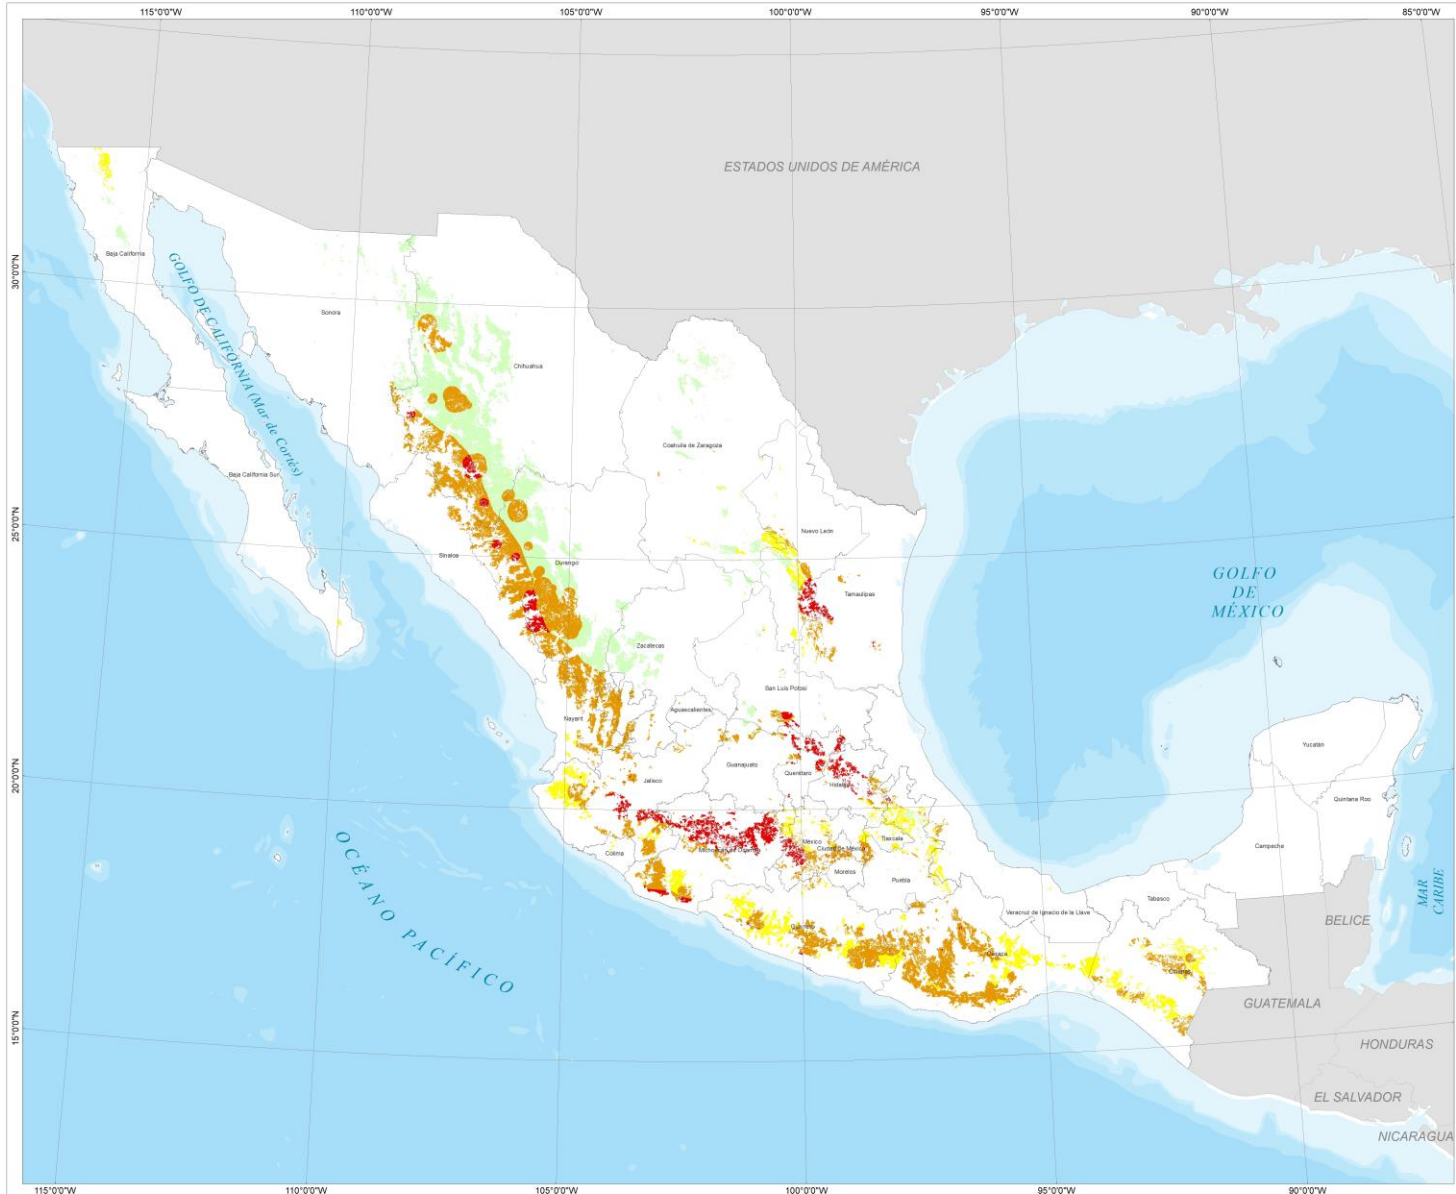 115°0'0"W 110°0'0"W 105°0'0"W 100°0'0"W 95°0'0"W 90°0'0"W 85°0'0"W
ESTADOS UNIDOS DE AMÉRICA
Baja California
GOLFO DE CALIFORNIA (Mar de Cortés)
30°0'0"N
Sonora
Chihuahua
Coahuila de Zaragoza
Baja California Sur
25°0'0"N
Nuevo León
Sinaloa
Durango
Tamaulipas
GOLFO
DE
MÉXICO
Zacatecas
San Luis Potosí
Nayarit
Aguascalientes
Yucatán
20°0'0"N
Jalisco
Guanajuato
Querétaro
Hidalgo
Quintana Roo
Tlaxcala
México
Ciudad de México
Colima
Campeche
OCÉANO PACÍFICO
Morelos
Puebla
MAR
CARIBE
Tabasco
Veracruz de Ignacio de la Llave
BELICE
Oaxaca
Chiapas
15°0'0"N
GUATEMALA
HONDURAS
EL SALVADOR
NICARAGUA
115°0'0"W 110°0'0"W 105°0'0"W 100°0'0"W 95°0'0"W 90°0'0"W